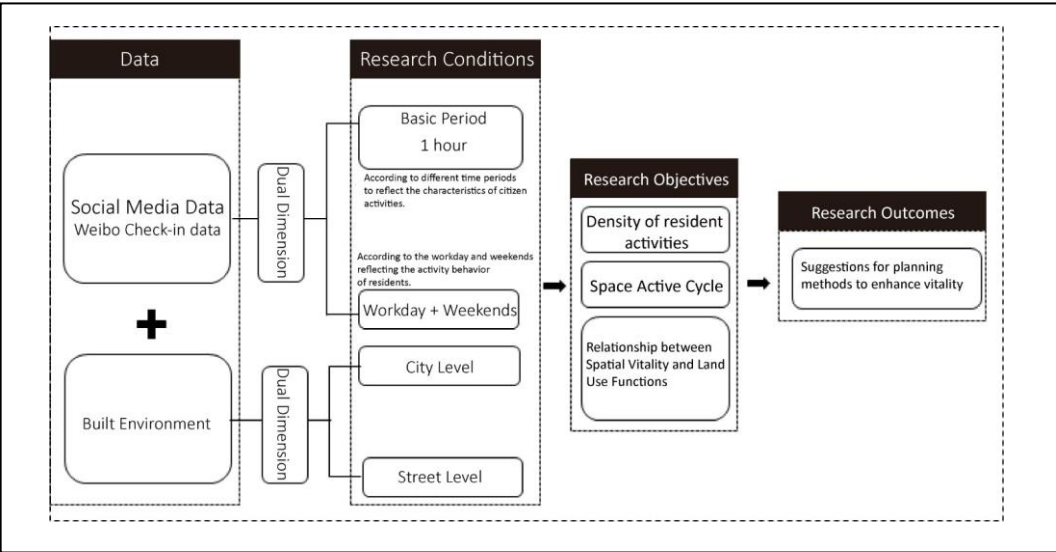 Data
Social Media Data
Weibo Check-in data
+
Built Environment
Dual Dimension
Dual Dimension
Research Conditions
Basic Period
1 hour
According to different time periods
to reflect the characteristics of citizen
activities.
According to the workday and weekends
reflecting the activity behavior
of residents.
Workday + Weekends
City Level
Street Level
Research Objectives
Density of resident
activities
Space Active Cycle
Relationship between
Spatial Vitality and Land
Use Functions
Research Outcomes
Suggestions for planning
methods to enhance vitality